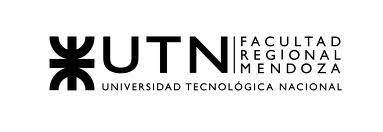 UTN
FACULTAD
REGIONAL
MENDOZA
UNIVERSIDAD TECNOLÓGICA NACIONAL